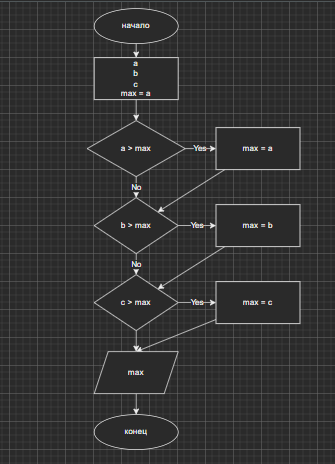 начало
a
b
c
max = a
a > max
Yes
max = a
No
b > max
Yes
max = b
No
c > max
Yes
max = c
max
конец